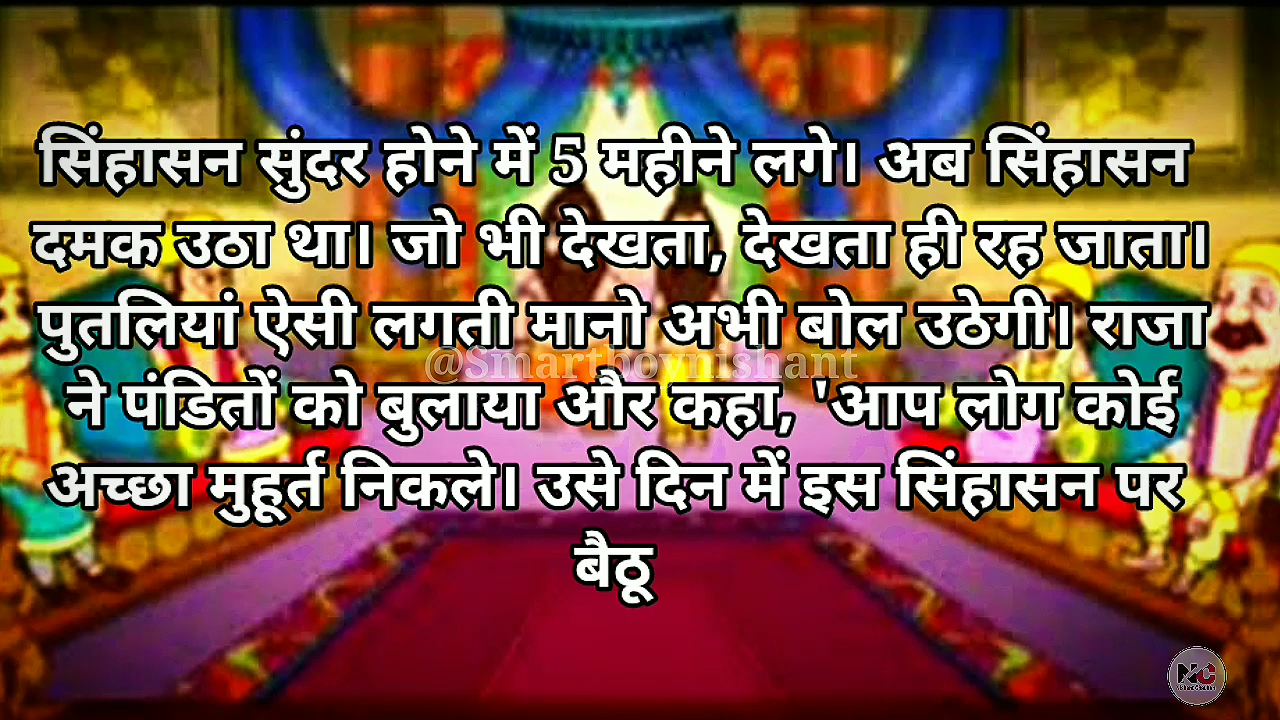 सिंहासन सुंदर होने में 5 महीने लगे। अब सिंहासन
दमक उठा था। जो भी देखता, देखता ही रह जाता।
पुतलियां ऐसी लगती मानो अभी बोल उठेगी। राजा
@Smartboynishant
ने पंडितों को बुलाया और कहा, 'आप लोग कोई
अच्छा मुहूर्त निकले। उसे दिन में इस सिंहासन पर
बैठू
NC